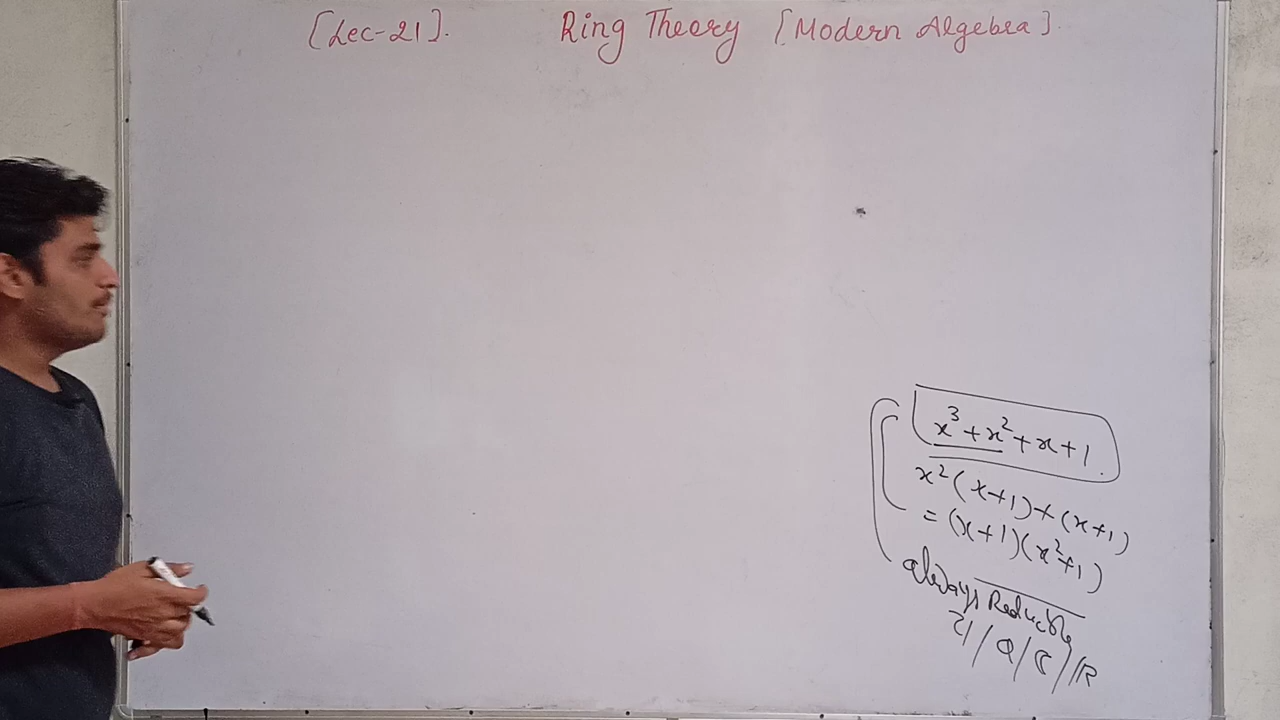 [Lec-21]. Ring Theory [Modern Algebra].
x³+x²+x+1.
x²(x+1)+(x+1)
=(x+1)(x²+1)
always Reducible
Z/Q/C/R